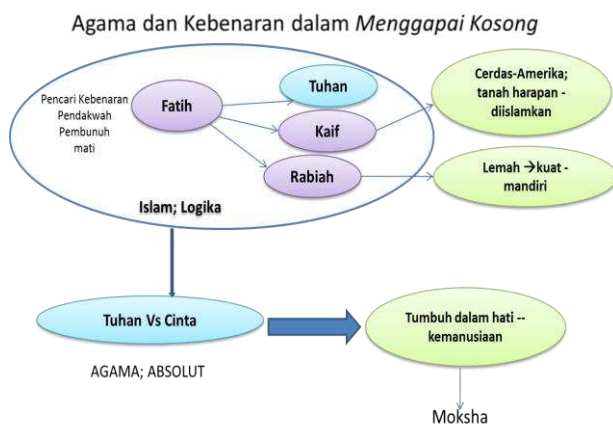 Agama dan Kebenaran dalam Menggapai Kosong
Pencari Kebenaran
Pendakwah
Pembunuh
mati
Fatih
Tuhan
Kaif
Rabiah
Islam; Logika
Cerdas-Amerika;
tanah harapan -
diislamkan
Lemah →kuat -
mandiri
Tuhan Vs Cinta
AGAMA; ABSOLUT
Tumbuh dalam hati --
kemanusiaan
Moksha